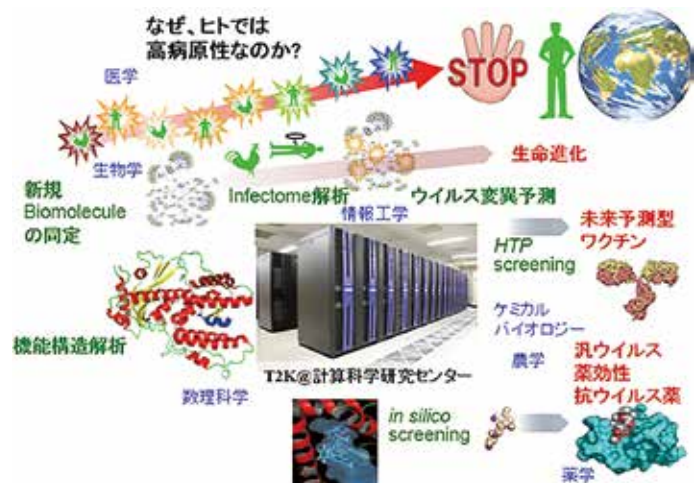 なぜ、ヒトでは
高病原性なのか?
医学
STOP
生物学
生命進化
新規
Biomolecule
の同定
Infectome解析
ウイルス変異予測
情報工学
HTP
screening
未来予測型
ワクチン
機能構造解析
ケミカル
バイオロジー
T2K@計算科学研究センター
農学
数理科学
in silico
screening
汎ウイルス
薬効性
抗ウイルス薬
薬学